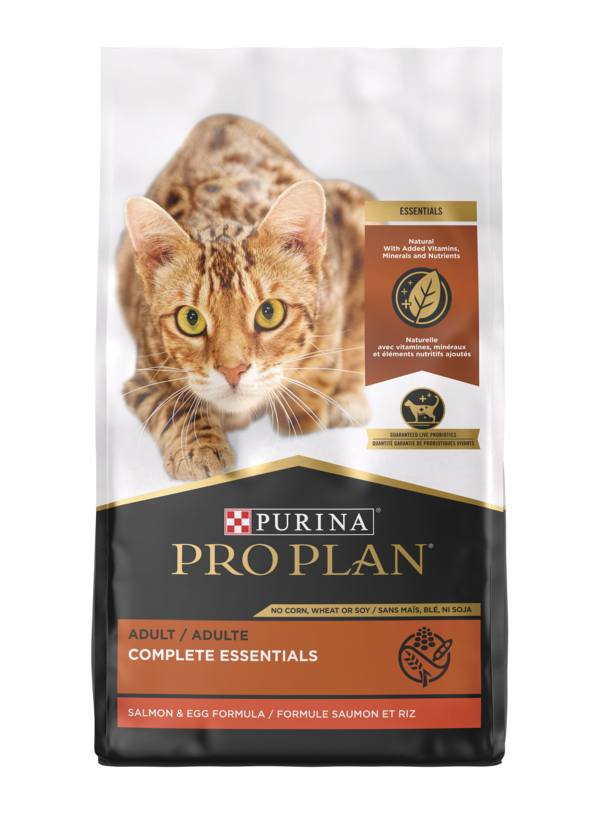 ESSENTIALS
Natural
With Added Vitamins,
Minerals and Nutrients
Naturelle
avec vitamines, minéraux
et éléments nutritifs ajoutés
GUARANTEED LIVE PROBIOTICS
QUANTITÉ GARANTIE DE PROBIOTIQUES VIVANTS
PURINA®
PRO PLAN®
NO CORN, WHEAT OR SOY / SANS MAÏS, BLÉ, NI SOJA
ADULT / ADULTE
COMPLETE ESSENTIALS
SALMON & EGG FORMULA / FORMULE SAUMON ET RIZ